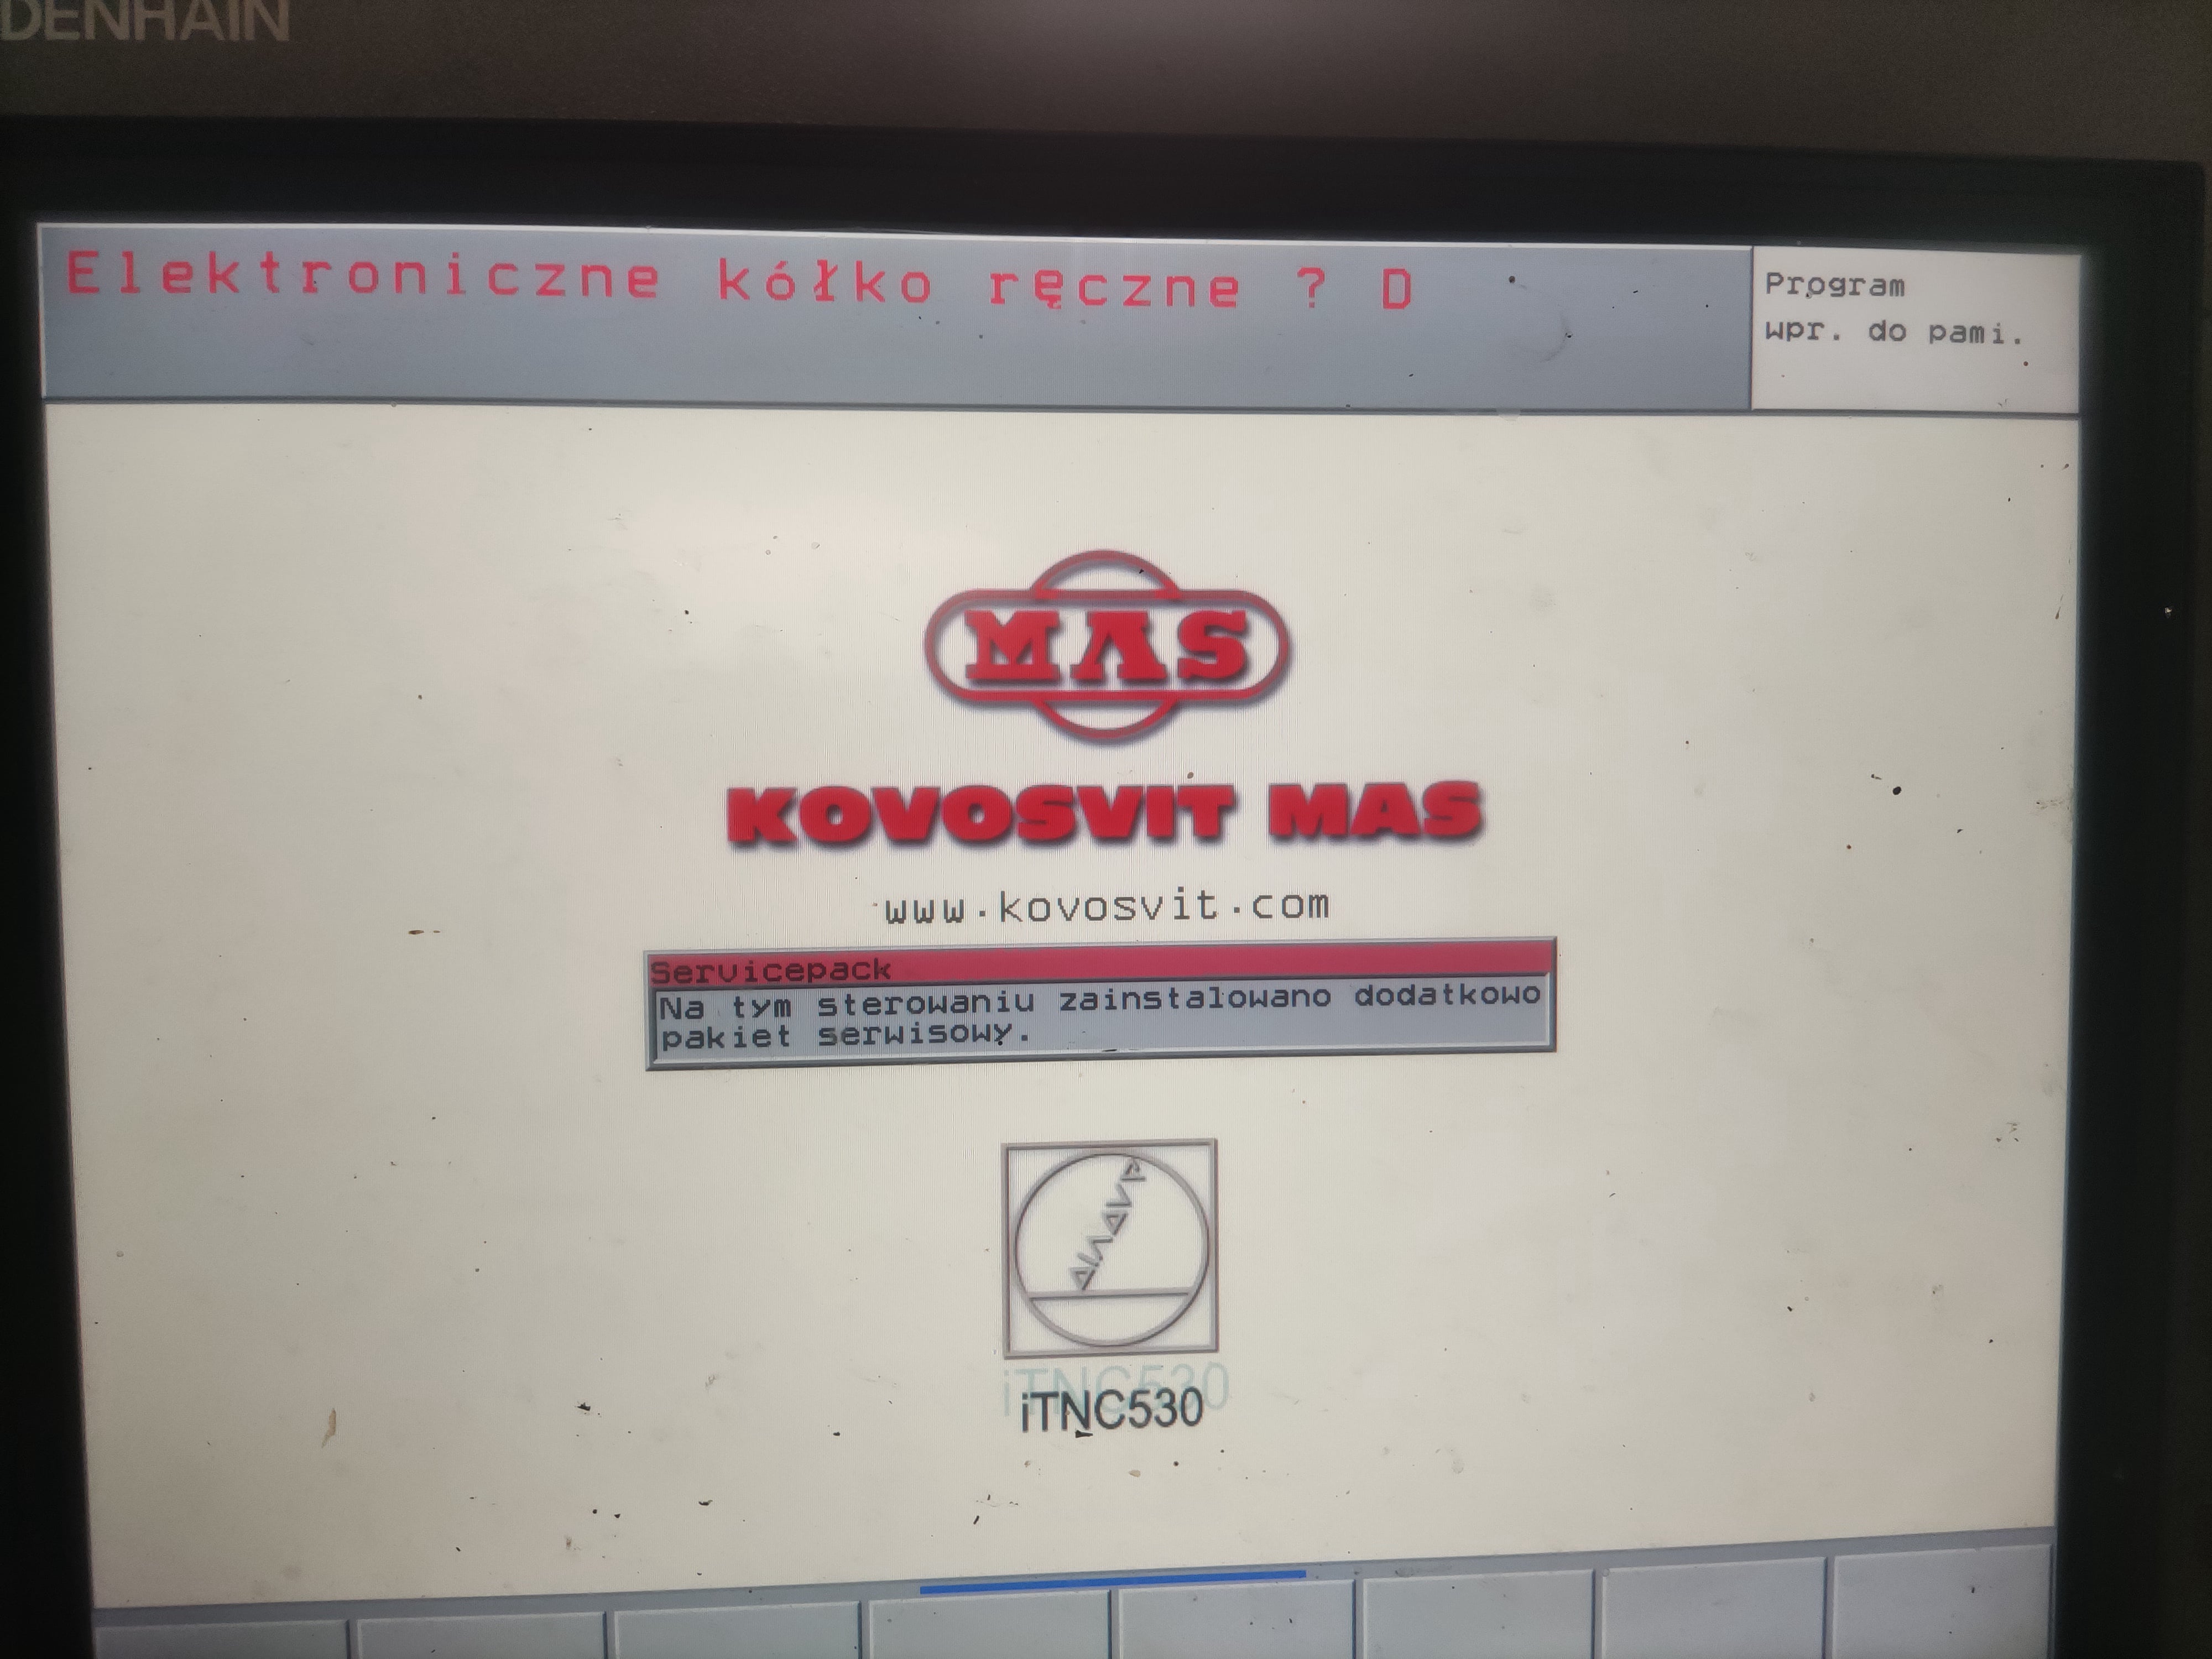 DENHAIN
Elektroniczne kółko ręczne ? D
Program
wpr. do pami.
MAS
KOVOSVIT MAS
www.kovosvit.com
Servicepack
Na tym sterowaniu zainstalowano dodatkowo
pakiet serwisowy.
iTNC530
iTNC530